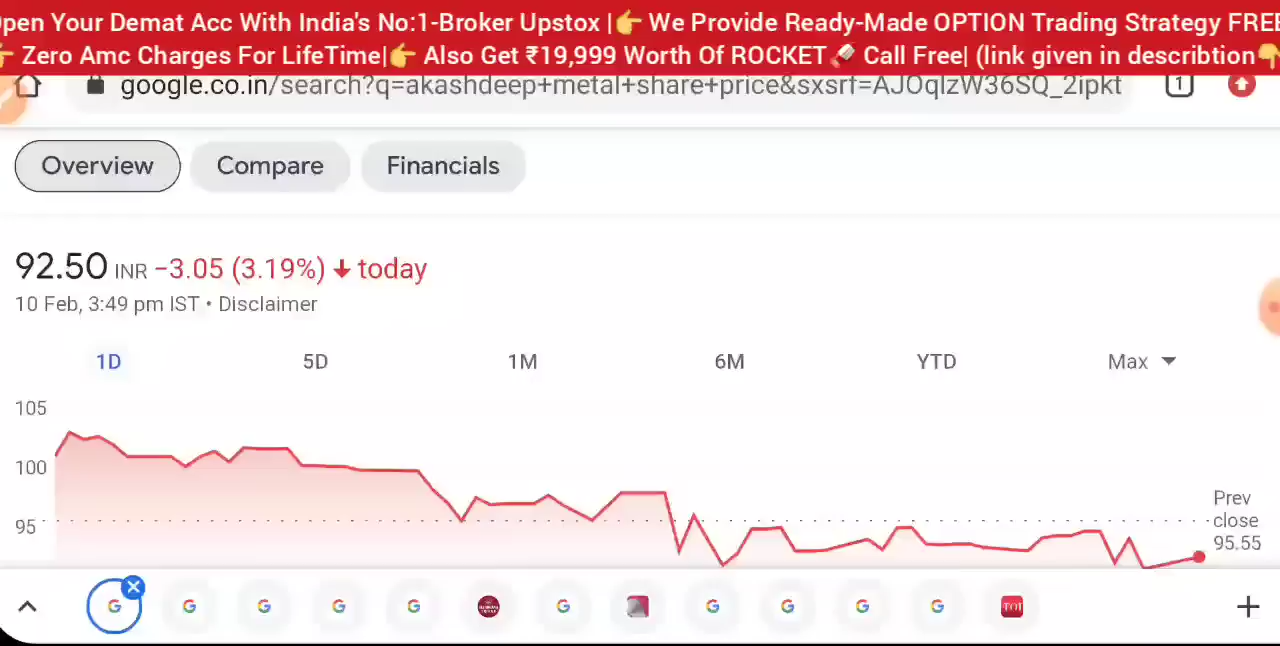 pen Your Demat Acc With India's No:1-Broker Upstox |👉 We Provide Ready-Made OPTION Trading Strategy FREE
Zero Amc Charges For LifeTime|👉 Also Get ₹19,999 Worth Of ROCKET🚀 Call Free| (link given in describtion👇
google.co.in/search?q=akashdeep+metal+share+price&sxsrf=AJOqlzW36SQ_2ipkt
1
Overview Compare Financials
92.50 INR −3.05 (3.19%) ↓ today
10 Feb, 3:49 pm IST • Disclaimer
1D 5D 1M 6M YTD Max
105
100
95
Prev
close
95.55
TOI